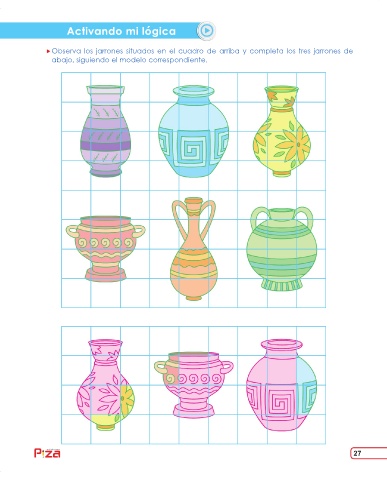 Activando mi lógica
Observa los jarrones situados en el cuadro de arriba y completa los tres jarrones de
abajo, siguiendo el modelo correspondiente.
Piza
27